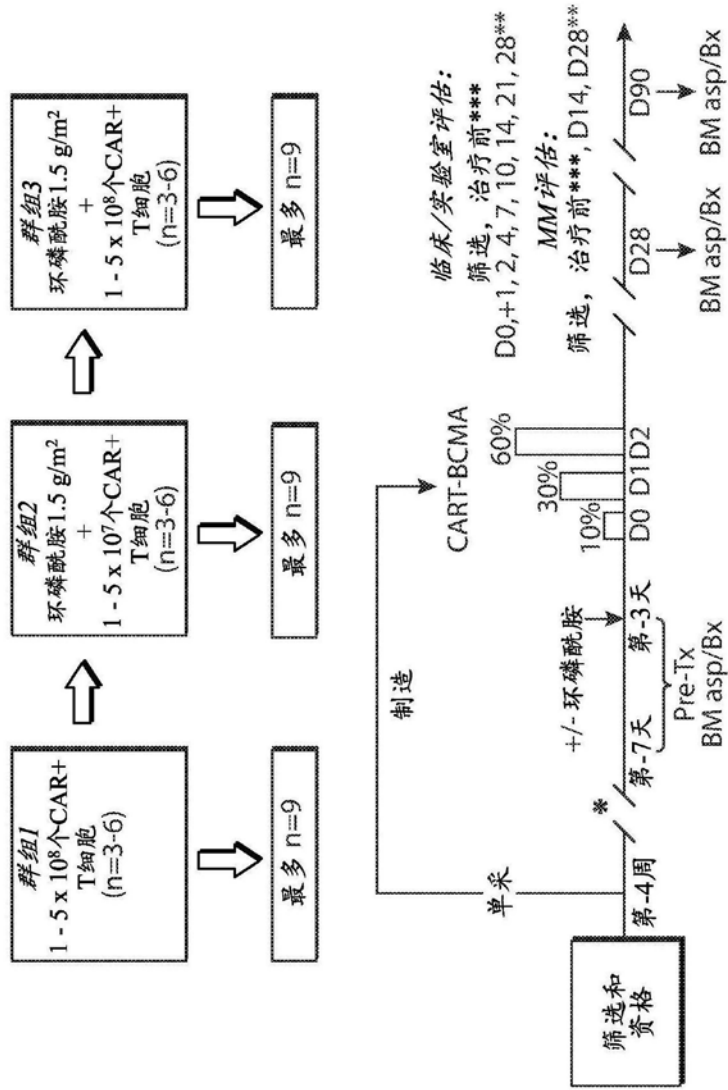 群组1
1 - 5 x 10⁸个CAR+
T细胞
(n=3-6)
最多 n=9
群组2
环磷酰胺1.5 g/m²
+
1 - 5 x 10⁷个CAR+
T细胞
(n=3-6)
最多 n=9
群组3
环磷酰胺1.5 g/m²
+
1 - 5 x 10⁸个CAR+
T细胞
(n=3-6)
最多 n=9
筛选和
资格
单采
制造
CART-BCMA
第-4周
*
+/- 环磷酰胺
第-7天
第-3天
Pre-Tx
BM asp/Bx
10%
30%
60%
D0
D1
D2
临床/实验室评估:
筛选，治疗前***
D0,+1, 2, 4, 7, 10, 14, 21, 28**
MM评估:
筛选，治疗前***, D14, D28**
D28
D90
BM asp/Bx
BM asp/Bx